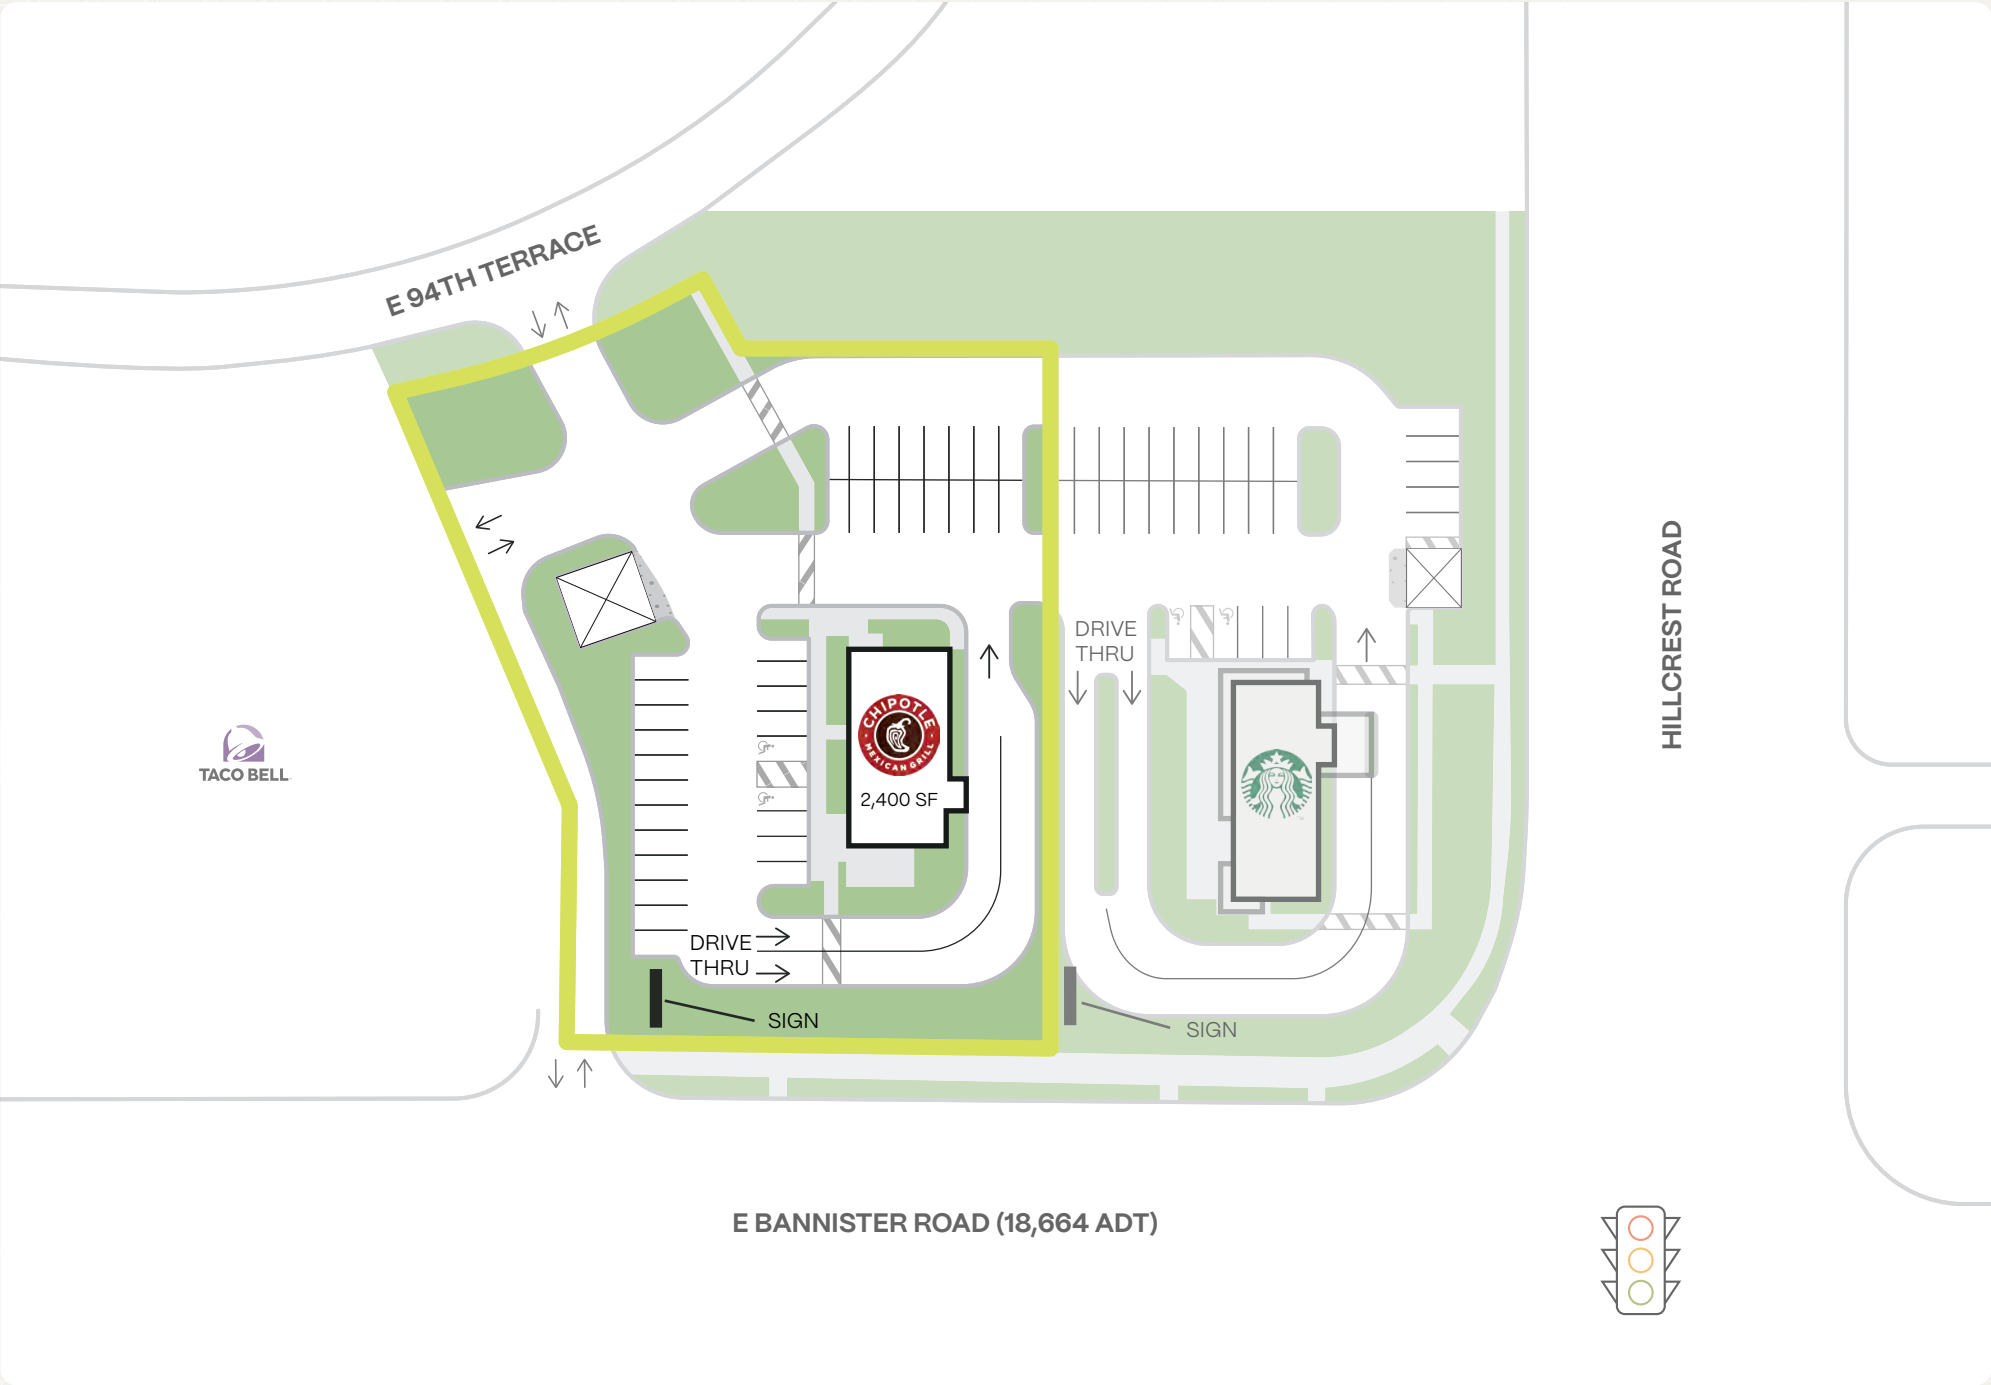 E 94TH TERRACE
HILLCREST ROAD
DRIVE
THRU
CHIPOTLE
MEXICAN GRILL
2,400 SF
TACO BELL
DRIVE
THRU
SIGN
SIGN
E BANNISTER ROAD (18,664 ADT)